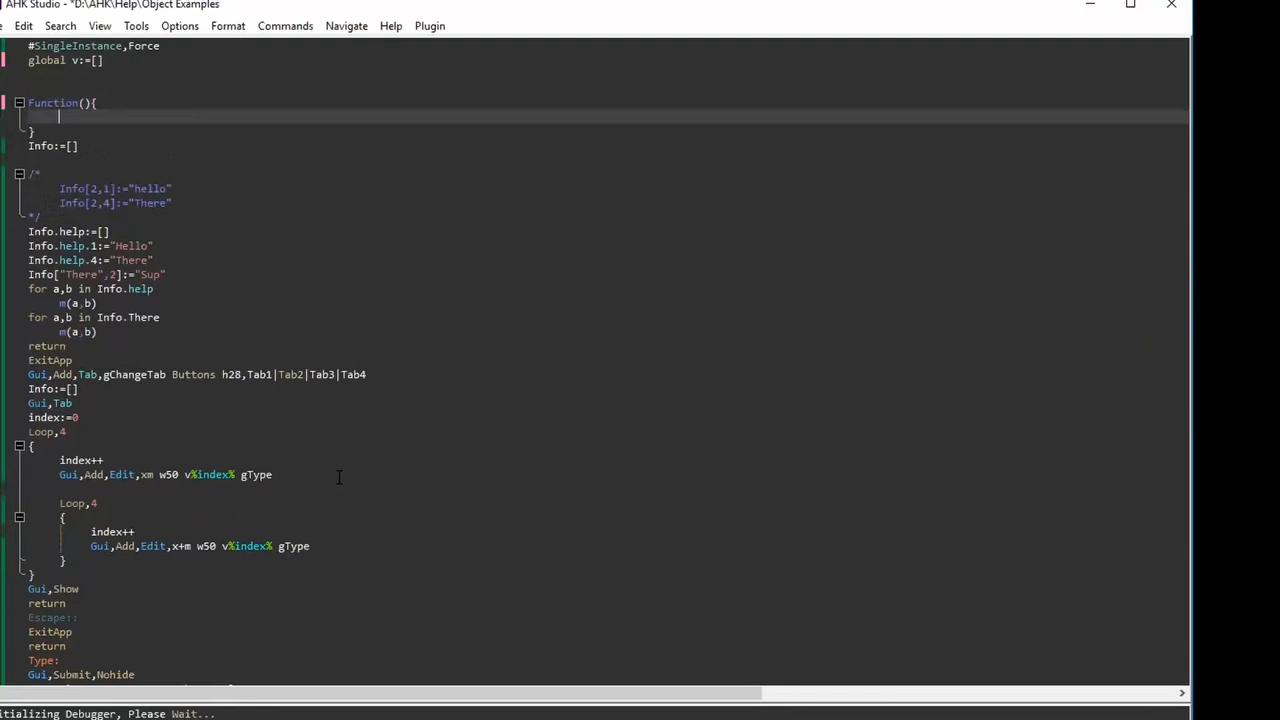 AHK Studio - *D:\AHK\Help\Object Examples
Edit Search View Tools Options Format Commands Navigate Help Plugin
#SingleInstance,Force
global v:=[]
Function(){
}
Info:=[]
/*
Info[2,1]:="hello"
Info[2,4]:="There"
*/
Info.help:=[]
Info.help.1:="Hello"
Info.help.4:="There"
Info["There",2]:="Sup"
for a,b in Info.help
m(a,b)
for a,b in Info.There
m(a,b)
return
ExitApp
Gui,Add,Tab,gChangeTab Buttons h28,Tab1|Tab2|Tab3|Tab4
Info:=[]
Gui,Tab
index:=0
Loop,4
{
index++
Gui,Add,Edit,xm w50 v%index% gType
Loop,4
{
index++
Gui,Add,Edit,x+m w50 v%index% gType
}
}
Gui,Show
return
Escape::
ExitApp
return
Type:
Gui,Submit,Nohide
itializing Debugger, Please Wait...